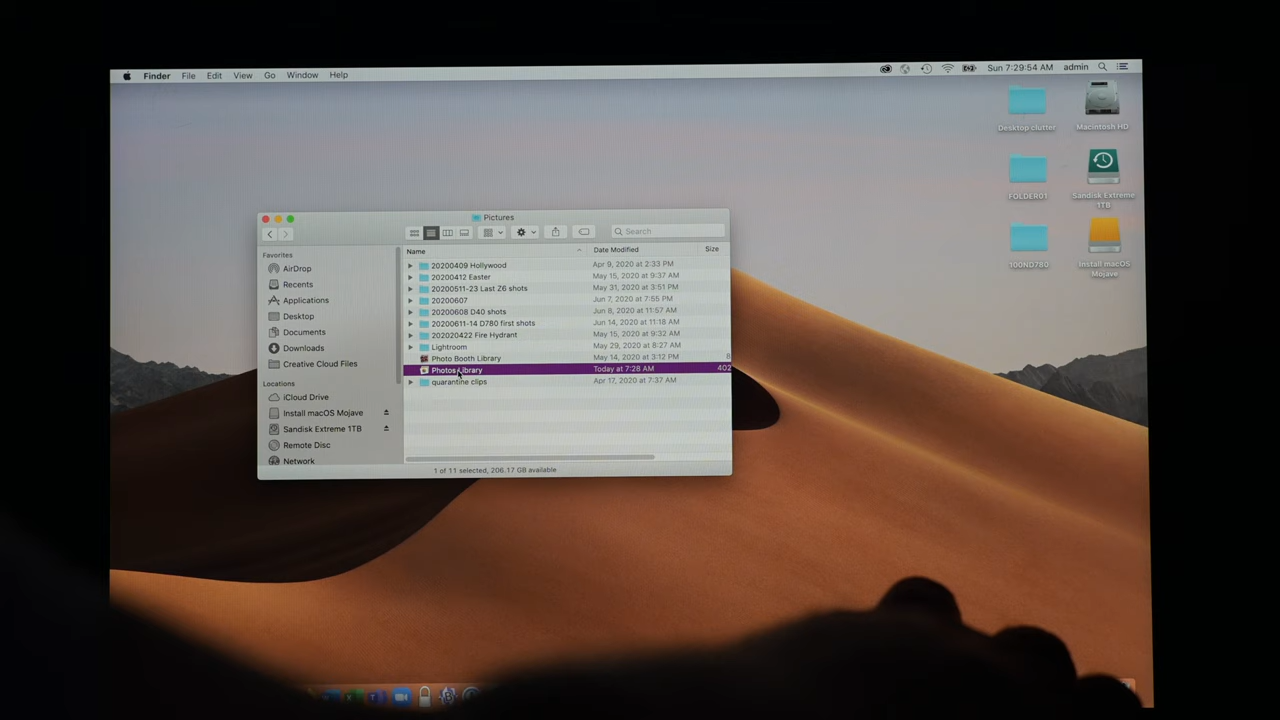 Finder File Edit View Go Window Help
Sun 7:29:54 AM admin
Desktop clutter
Macintosh HD
FOLDER01
Sandisk Extreme
1TB
100ND780
Install macOS
Mojave
Pictures
Search
Favorites
AirDrop
Recents
Applications
Desktop
Documents
Downloads
Creative Cloud Files
Locations
iCloud Drive
Install macOS Mojave
Sandisk Extreme 1TB
Remote Disc
Network
Name Date Modified Size
20200409 Hollywood Apr 9, 2020 at 2:33 PM
20200412 Easter May 15, 2020 at 9:37 AM
20200511-23 Last Z6 shots May 31, 2020 at 3:51 PM
20200607 Jun 7, 2020 at 7:55 PM
20200608 D40 shots Jun 8, 2020 at 11:57 AM
20200611-14 D780 first shots Jun 14, 2020 at 11:18 AM
202020422 Fire Hydrant May 15, 2020 at 9:32 AM
Lightroom May 29, 2020 at 8:27 AM
Photo Booth Library May 14, 2020 at 3:12 PM 8
Photos Library Today at 7:28 AM 402
quarantine clips Apr 17, 2020 at 7:37 AM
1 of 11 selected, 206.17 GB available